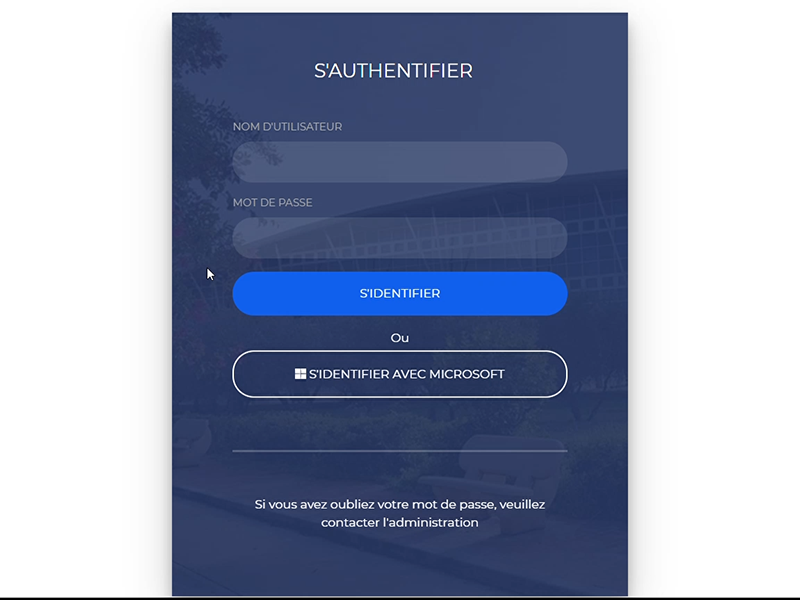 S'AUTHENTIFIER
NOM D'UTILISATEUR
MOT DE PASSE
S'IDENTIFIER
Ou
S'IDENTIFIER AVEC MICROSOFT
Si vous avez oubliez votre mot de passe, veuillez
contacter l'administration